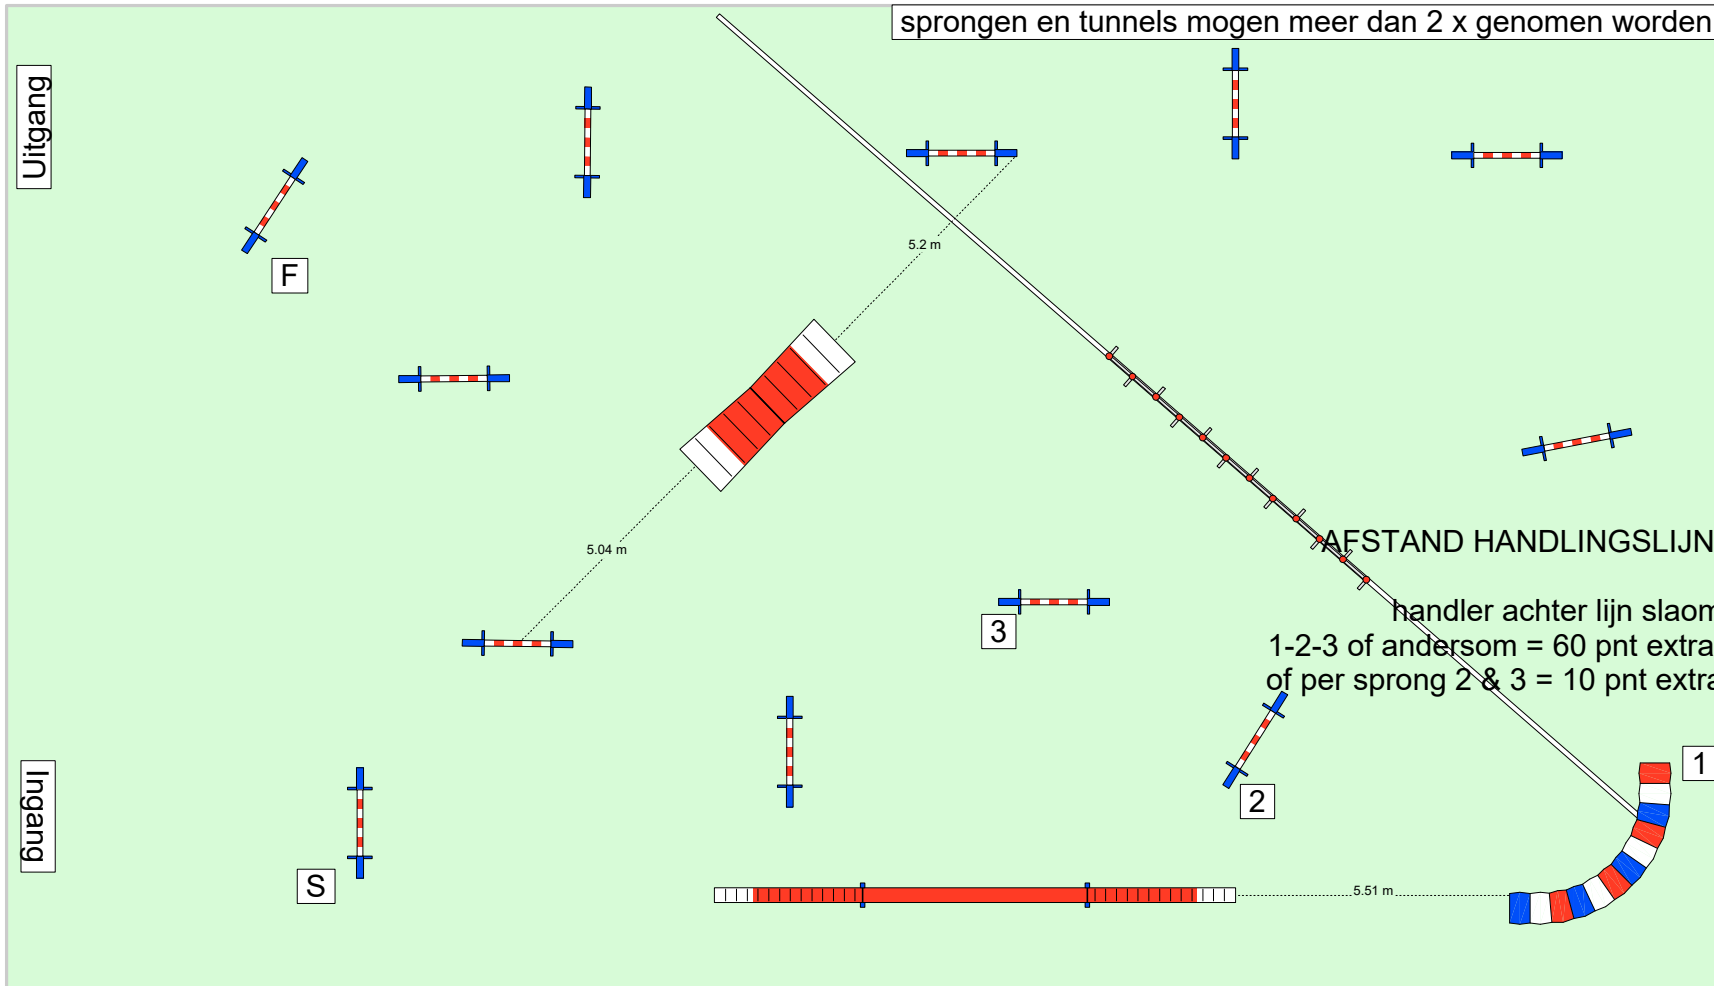 sprongen en tunnels mogen meer dan 2 x genomen worden
Uitgang
F
5.2 m
5.04 m
AFSTAND HANDLINGSLIJN
handler achter lijn slaom
1-2-3 of andersom = 60 pnt extra
of per sprong 2 & 3 = 10 pnt extra
3
1
2
Ingang
S
5.51 m